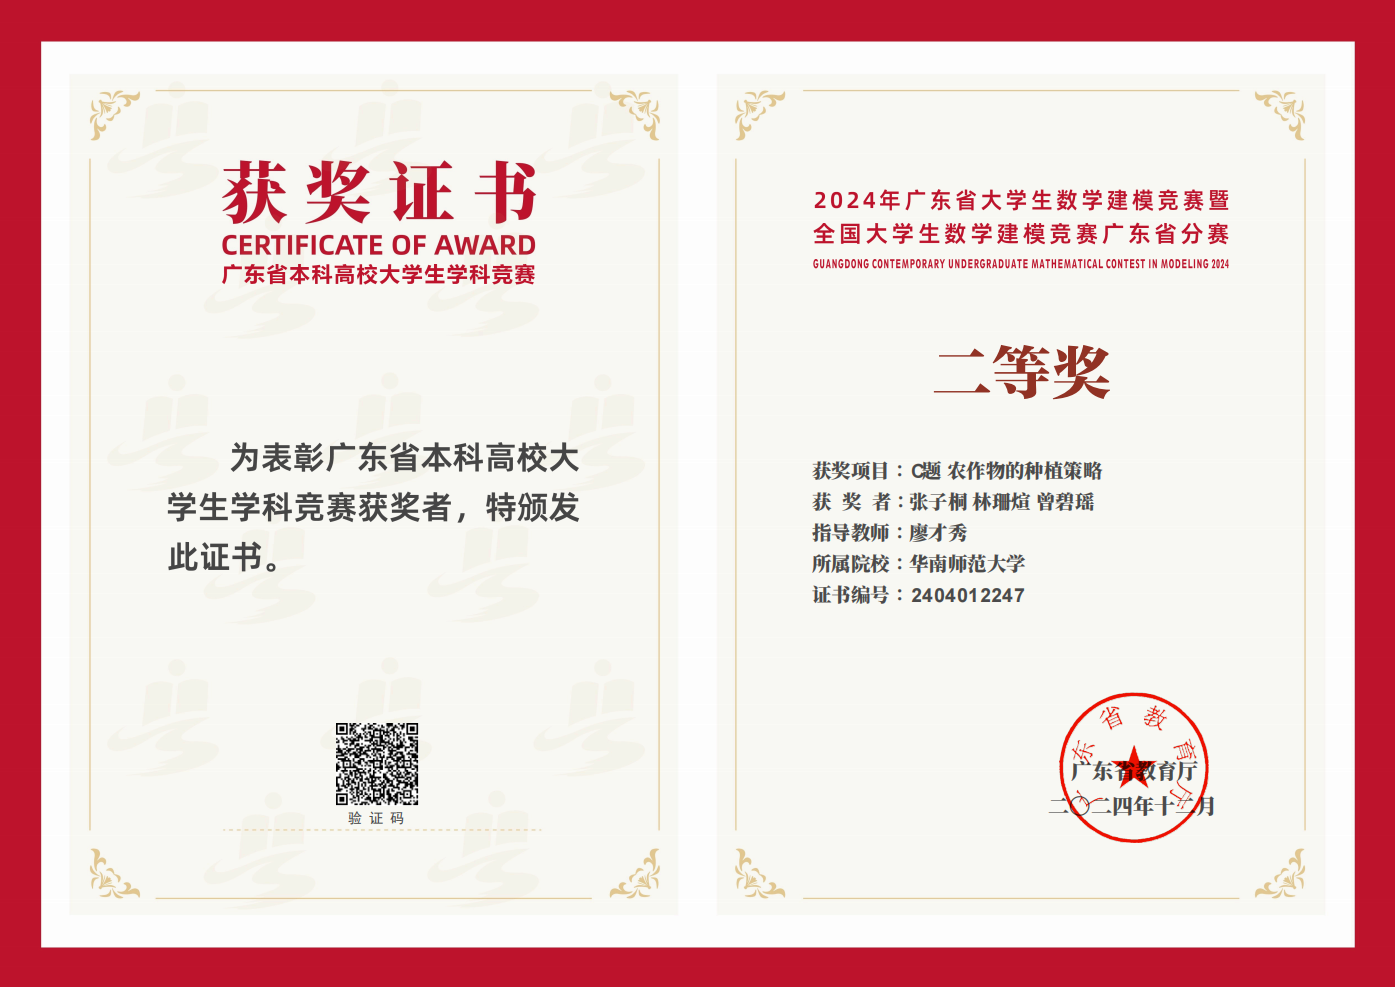 获奖证书
CERTIFICATE OF AWARD
广东省本科高校大学生学科竞赛
为表彰广东省本科高校大
学生学科竞赛获奖者，特颁发
此证书。
验证码
2024年广东省大学生数学建模竞赛暨
全国大学生数学建模竞赛广东省分赛
GUANGDONG CONTEMPORARY UNDERGRADUATE MATHEMATICAL CONTEST IN MODELING 2024
二等奖
获奖项目：C题 农作物的种植策略
获 奖 者：张子桐 林珊煊 曾碧瑶
指导教师：廖才秀
所属院校：华南师范大学
证书编号：2404012247
广东省教育厅
广东省教育厅
二〇二四年十二月